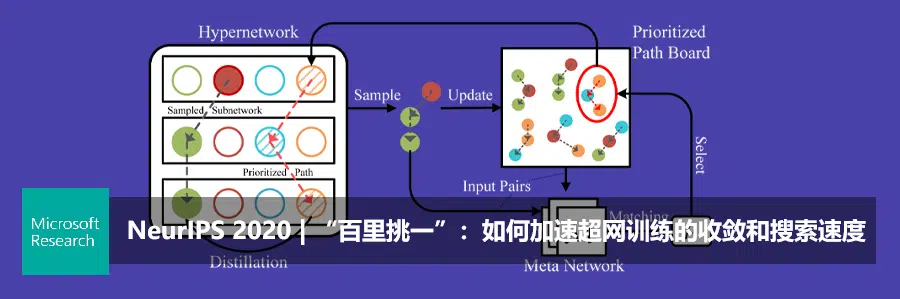 Hypernetwork
Prioritized
Path Board
Sampled Subnetwork
Sample
Update
Prioritized Path
Select
Input Pairs
Matching
Microsoft
Research
NeurIPS 2020 | “百里挑一”：如何加速超网训练的收敛和搜索速度
Distillation
Meta Network